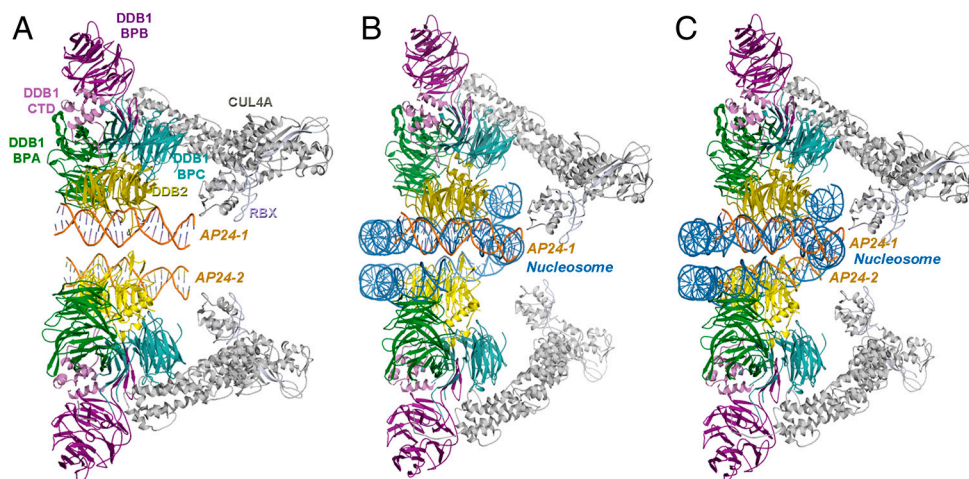 A
B
C
DDB1
BPB
DDB1
CTD
CUL4A
DDB1
BPA
DDB1
BPC
DDB2
RBX
AP24-1
AP24-2
AP24-1
Nucleosome
AP24-1
Nucleosome
AP24-2